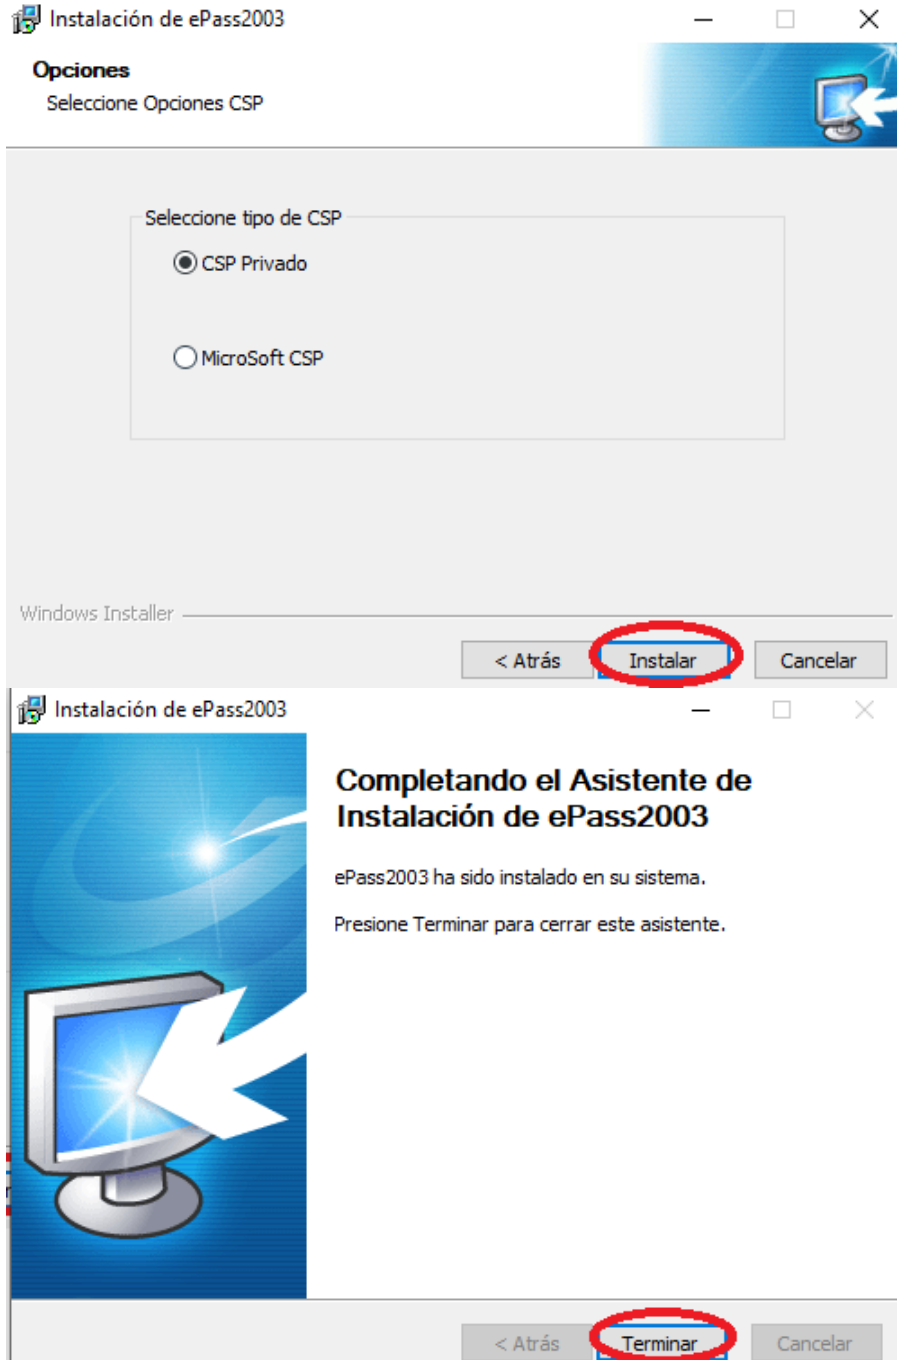 Instalación de ePass2003
Opciones
Seleccione Opciones CSP
Seleccione tipo de CSP
CSP Privado
MicroSoft CSP
Windows Installer
< Atrás Instalar Cancelar
Instalación de ePass2003
Completando el Asistente de
Instalación de ePass2003
ePass2003 ha sido instalado en su sistema.
Presione Terminar para cerrar este asistente.
< Atrás Terminar Cancelar